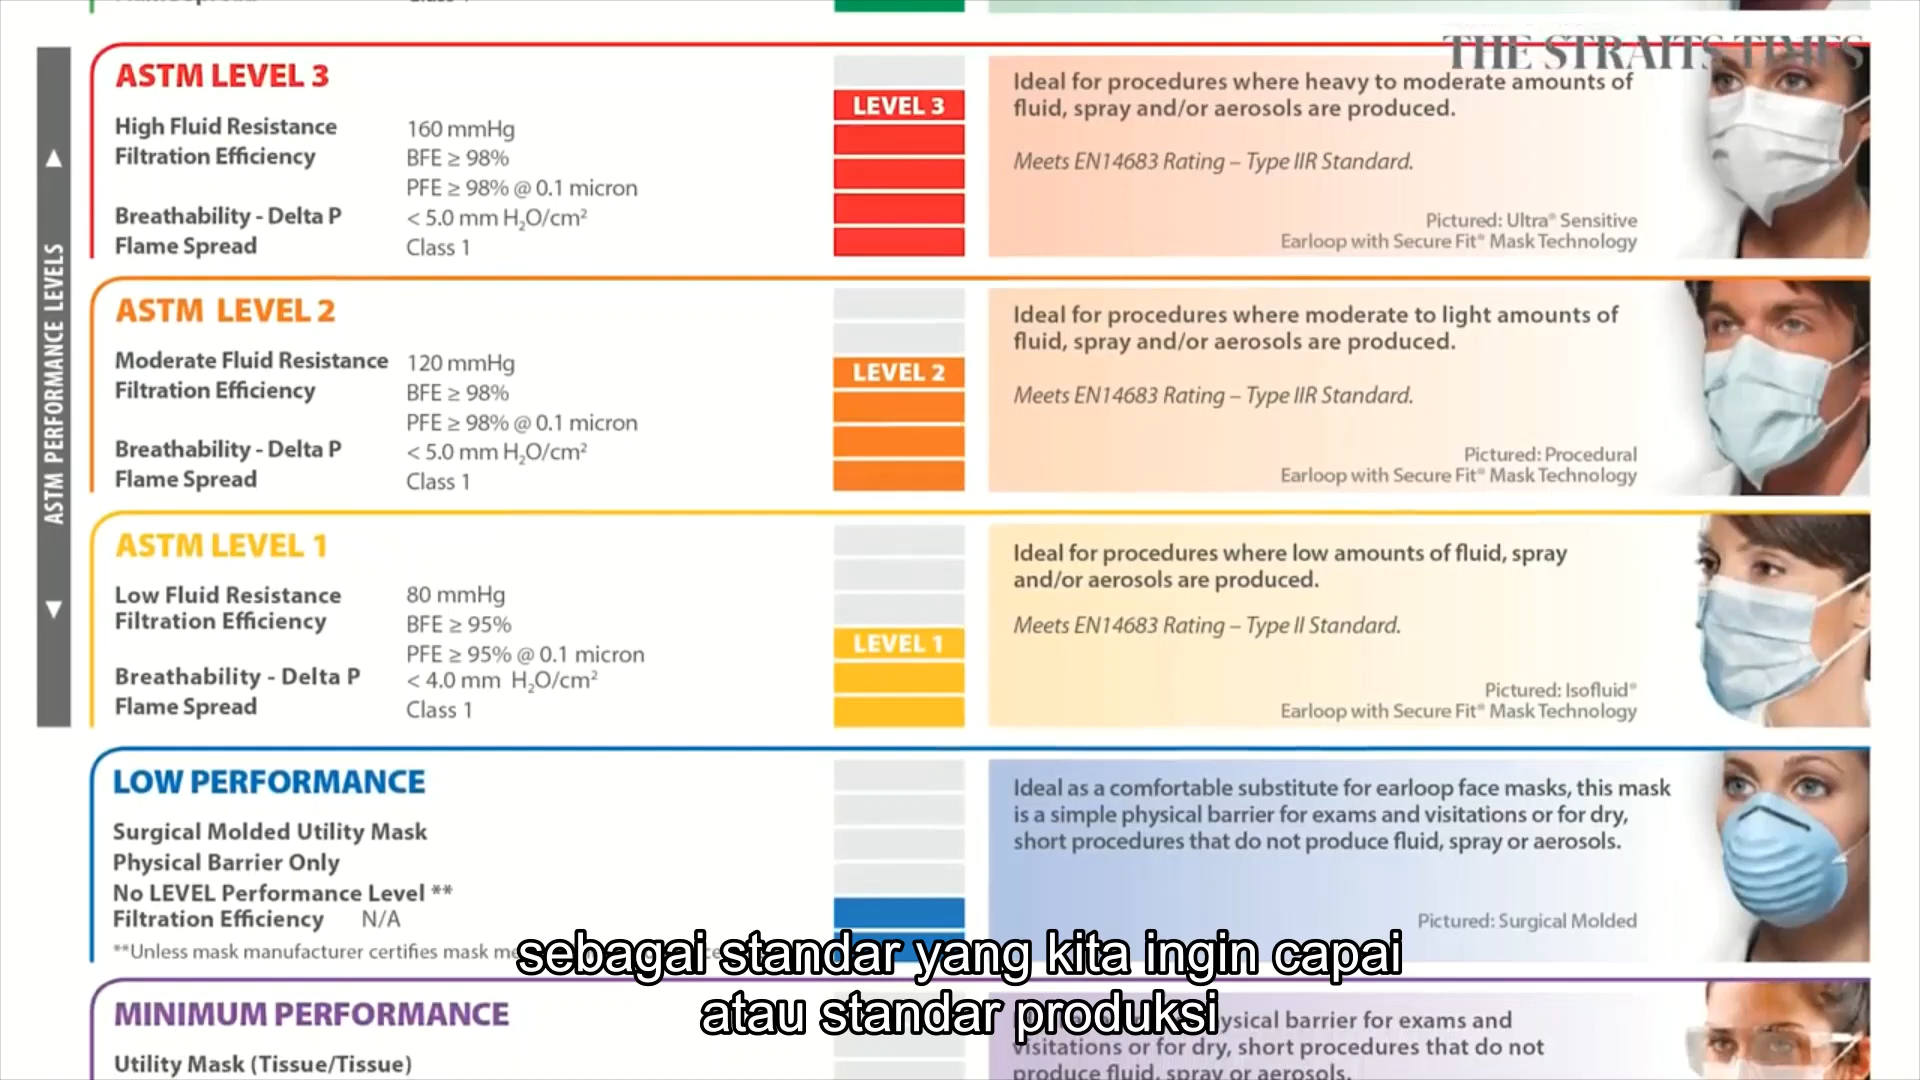 THE STRAITS TIMES
ASTM PERFORMANCE LEVELS
ASTM LEVEL 3
High Fluid Resistance 160 mmHg
Filtration Efficiency BFE ≥ 98%
PFE ≥ 98% @ 0.1 micron
Breathability - Delta P < 5.0 mm H₂O/cm²
Flame Spread Class 1
LEVEL 3
Ideal for procedures where heavy to moderate amounts of
fluid, spray and/or aerosols are produced.
Meets EN14683 Rating – Type IIR Standard.
Pictured: Ultra® Sensitive
Earloop with Secure Fit® Mask Technology
ASTM LEVEL 2
Moderate Fluid Resistance 120 mmHg
Filtration Efficiency BFE ≥ 98%
PFE ≥ 98% @ 0.1 micron
Breathability - Delta P < 5.0 mm H₂O/cm²
Flame Spread Class 1
LEVEL 2
Ideal for procedures where moderate to light amounts of
fluid, spray and/or aerosols are produced.
Meets EN14683 Rating – Type IIR Standard.
Pictured: Procedural
Earloop with Secure Fit® Mask Technology
ASTM LEVEL 1
Low Fluid Resistance 80 mmHg
Filtration Efficiency BFE ≥ 95%
PFE ≥ 95% @ 0.1 micron
Breathability - Delta P < 4.0 mm H₂O/cm²
Flame Spread Class 1
LEVEL 1
Ideal for procedures where low amounts of fluid, spray
and/or aerosols are produced.
Meets EN14683 Rating – Type II Standard.
Pictured: Isofluid®
Earloop with Secure Fit® Mask Technology
LOW PERFORMANCE
Surgical Molded Utility Mask
Physical Barrier Only
No LEVEL Performance Level **
Filtration Efficiency N/A
**Unless mask manufacturer certifies mask
Ideal as a comfortable substitute for earloop face masks, this mask
is a simple physical barrier for exams and visitations or for dry,
short procedures that do not produce fluid, spray or aerosols.
Pictured: Surgical Molded
MINIMUM PERFORMANCE
Utility Mask (Tissue/Tissue)
barrier for exams and
visitations or for dry, short procedures that do not
produce fluid, spray or aerosols.
sebagai standar yang kita ingin capai
atau standar produksi